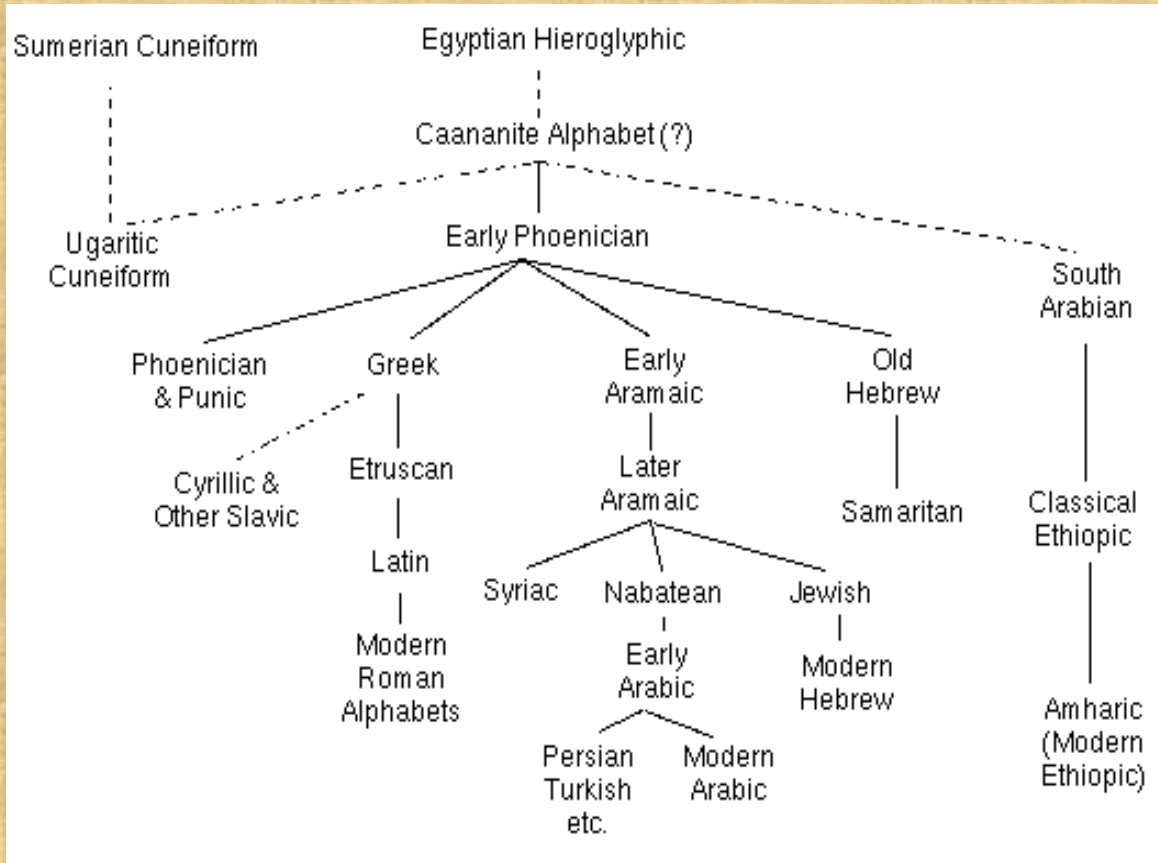 Sumerian Cuneiform
Egyptian Hieroglyphic
Caananite Alphabet (?)
Ugaritic
Cuneiform
Early Phoenician
South
Arabian
Phoenician
& Punic
Greek
Early
Aramaic
Old
Hebrew
Cyrillic &
Other Slavic
Etruscan
Later
Aramaic
Samaritan
Classical
Ethiopic
Latin
Syriac
Nabatean
Jewish
Modern
Roman
Alphabets
Early
Arabic
Modern
Hebrew
Amharic
(Modern
Ethiopic)
Persian
Turkish
etc.
Modern
Arabic